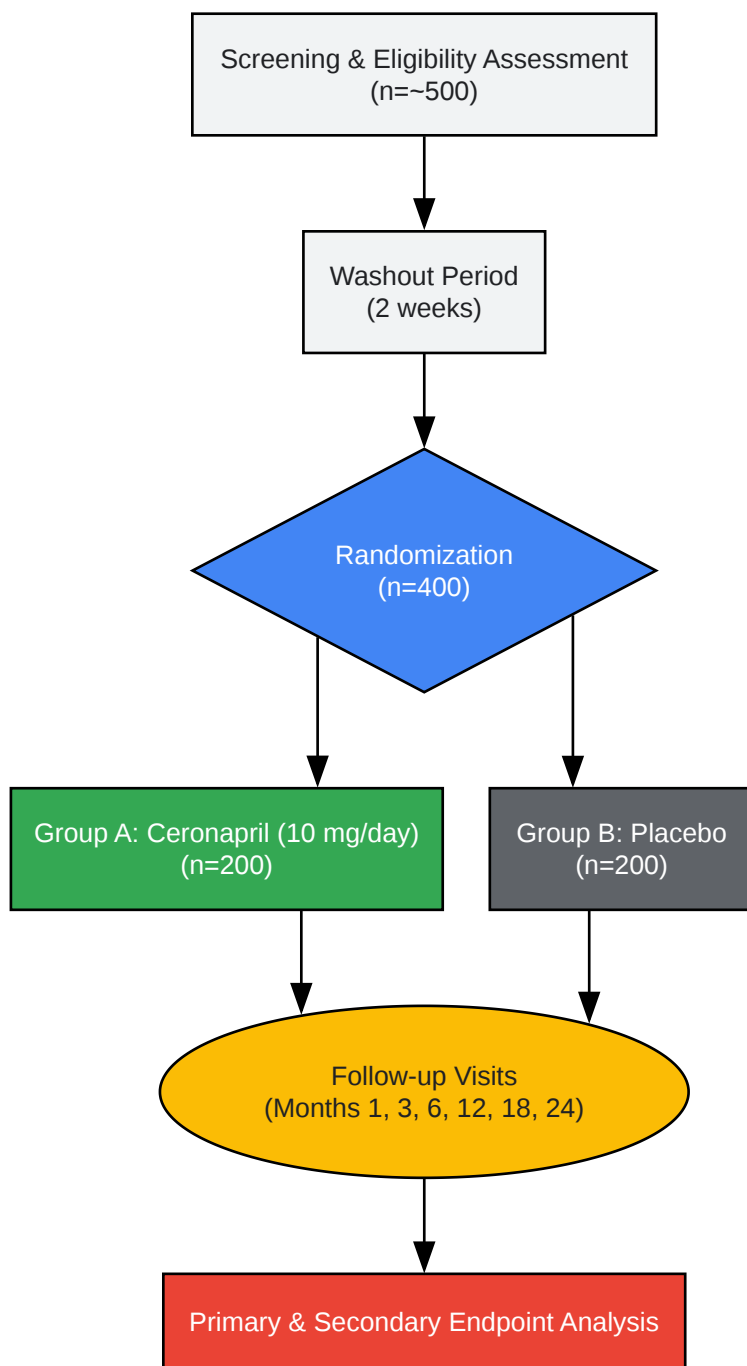 Screening & Eligibility Assessment
(n=~500)
Washout Period
(2 weeks)
Randomization
(n=400)
Group A: Ceronapril (10 mg/day)
(n=200)
Group B: Placebo
(n=200)
Follow-up Visits
(Months 1, 3, 6, 12, 18, 24)
Primary & Secondary Endpoint Analysis